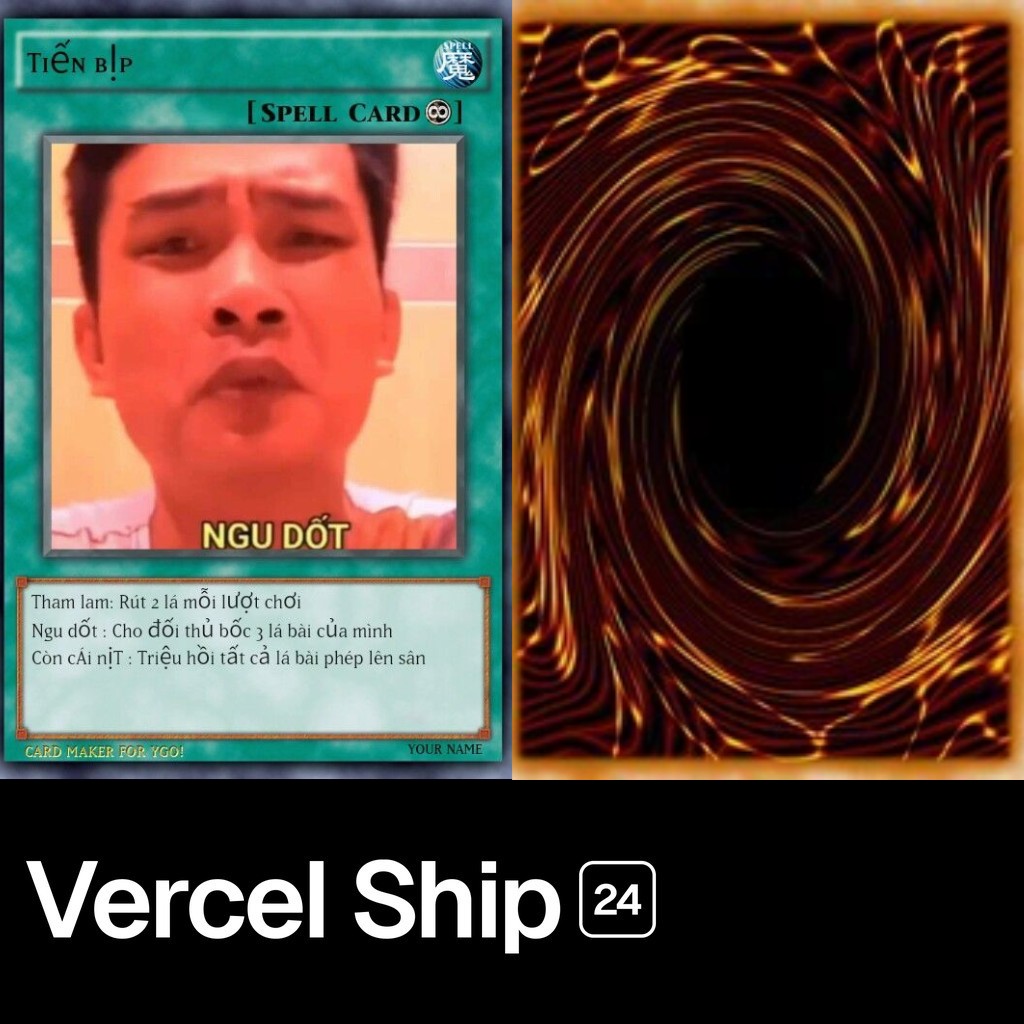 Tiến bịp
SPELL
魔
[ Spell Card ]
NGU DỐT
Tham lam: Rút 2 lá mỗi lượt chơi
Ngu dốt : Cho đối thủ bốc 3 lá bài của mình
Còn cÁi nịT : Triệu hồi tất cả lá bài phép lên sân
CARD MAKER FOR YGO!
YOUR NAME
Vercel Ship 24